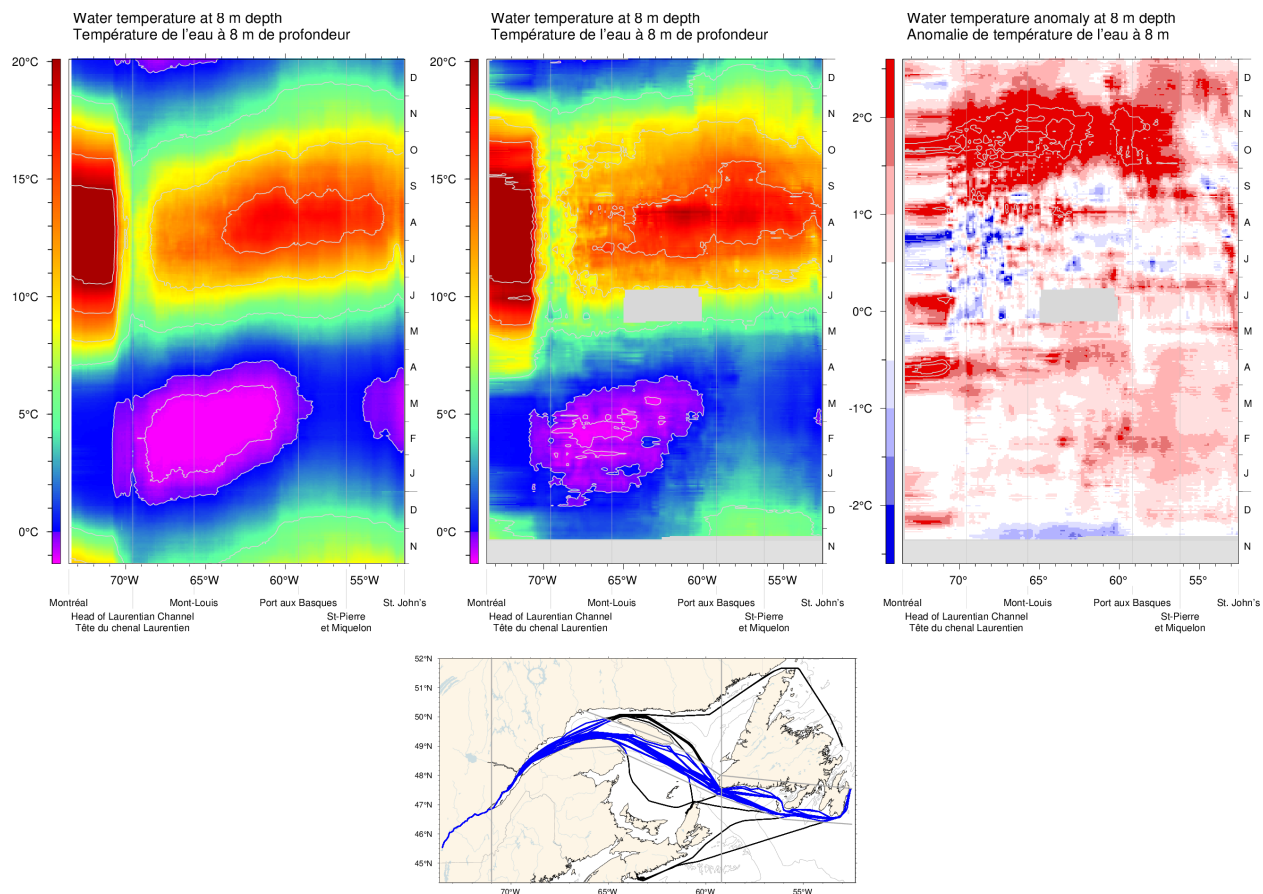 Water temperature at 8 m depth
Température de l'eau à 8 m de profondeur
20°C
15°C
10°C
5°C
0°C
D
N
O
S
A
J
J
M
A
M
F
J
D
N
70°W
65°W
60°W
55°W
Montréal
Mont-Louis
Port aux Basques
St. John's
Head of Laurentian Channel
St-Pierre
Tête du chenal Laurentien
et Miquelon
Water temperature at 8 m depth
Température de l'eau à 8 m de profondeur
20°C
15°C
10°C
5°C
0°C
D
N
O
S
A
J
J
M
A
M
F
J
D
N
70°W
65°W
60°W
55°W
Montréal
Mont-Louis
Port aux Basques
St. John's
Head of Laurentian Channel
St-Pierre
Tête du chenal Laurentien
et Miquelon
Water temperature anomaly at 8 m depth
Anomalie de température de l'eau à 8 m
2°C
1°C
0°C
-1°C
-2°C
D
N
O
S
A
J
J
M
A
M
F
J
D
N
70°
65°
60°
55°
Montréal
Mont-Louis
Port aux Basques
St. John's
Head of Laurentian Channel
St-Pierre
Tête du chenal Laurentien
et Miquelon
52°N
51°N
50°N
49°N
48°N
47°N
46°N
45°N
70°W
65°W
60°W
55°W